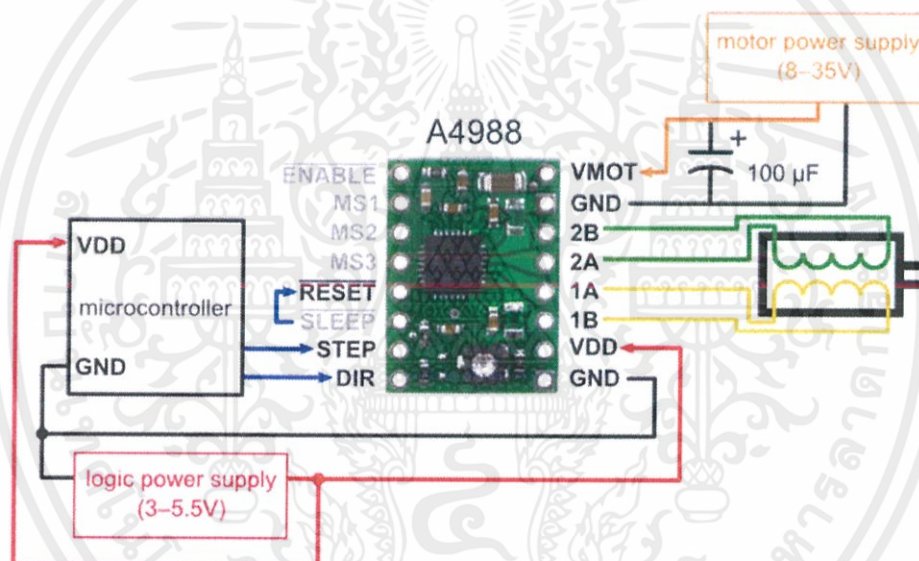 motor power supply
(8–35V)
A4988
+
100 µF
ENABLE
MS1
MS2
MS3
RESET
SLEEP
STEP
DIR
VMOT
GND
2B
2A
1A
1B
VDD
GND
VDD
microcontroller
GND
logic power supply
(3–5.5V)